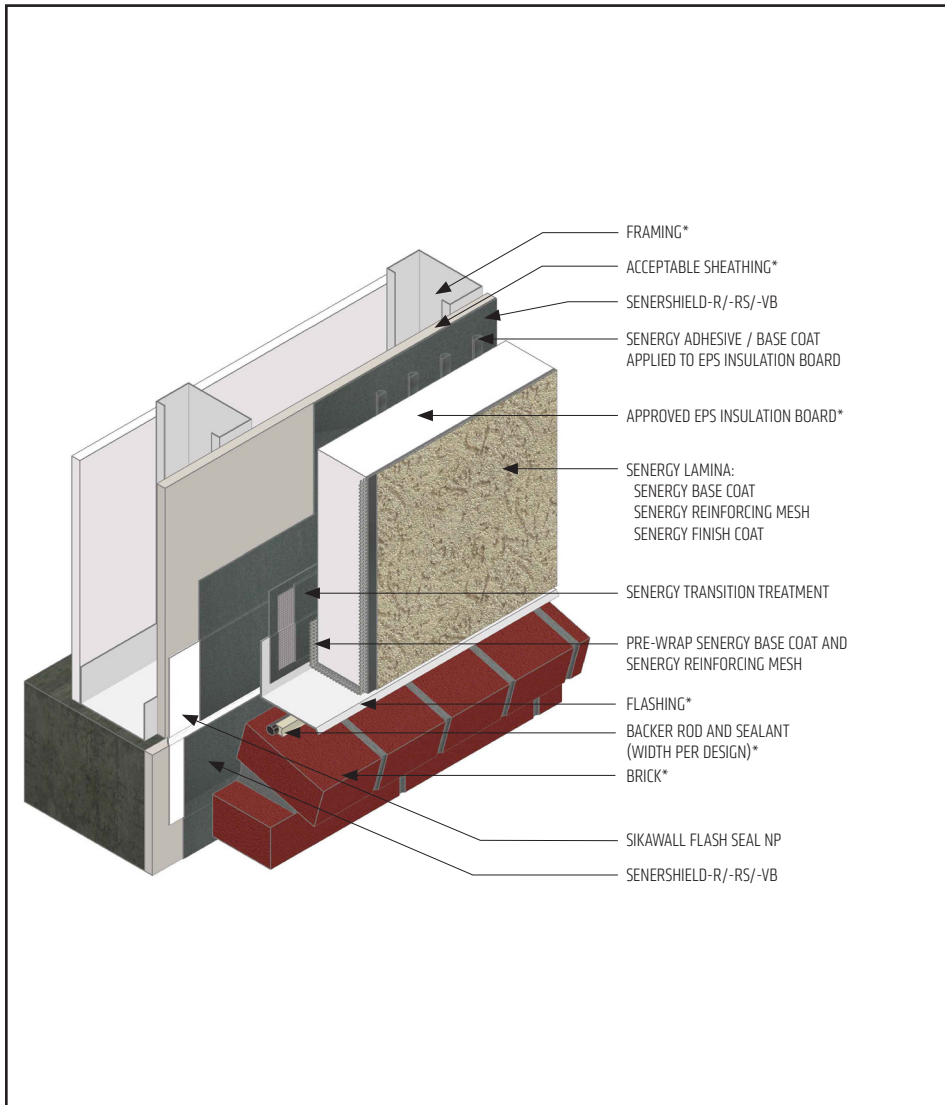 FRAMING*
ACCEPTABLE SHEATHING*
SENERSHIELD-R/-RS/-VB
SENERGY ADHESIVE / BASE COAT
APPLIED TO EPS INSULATION BOARD
APPROVED EPS INSULATION BOARD*
SENERGY LAMINA:
SENERGY BASE COAT
SENERGY REINFORCING MESH
SENERGY FINISH COAT
SENERGY TRANSITION TREATMENT
PRE-WRAP SENERGY BASE COAT AND
SENERGY REINFORCING MESH
FLASHING*
BACKER ROD AND SEALANT
(WIDTH PER DESIGN)*
BRICK*
SIKAWALL FLASH SEAL NP
SENERSHIELD-R/-RS/-VB